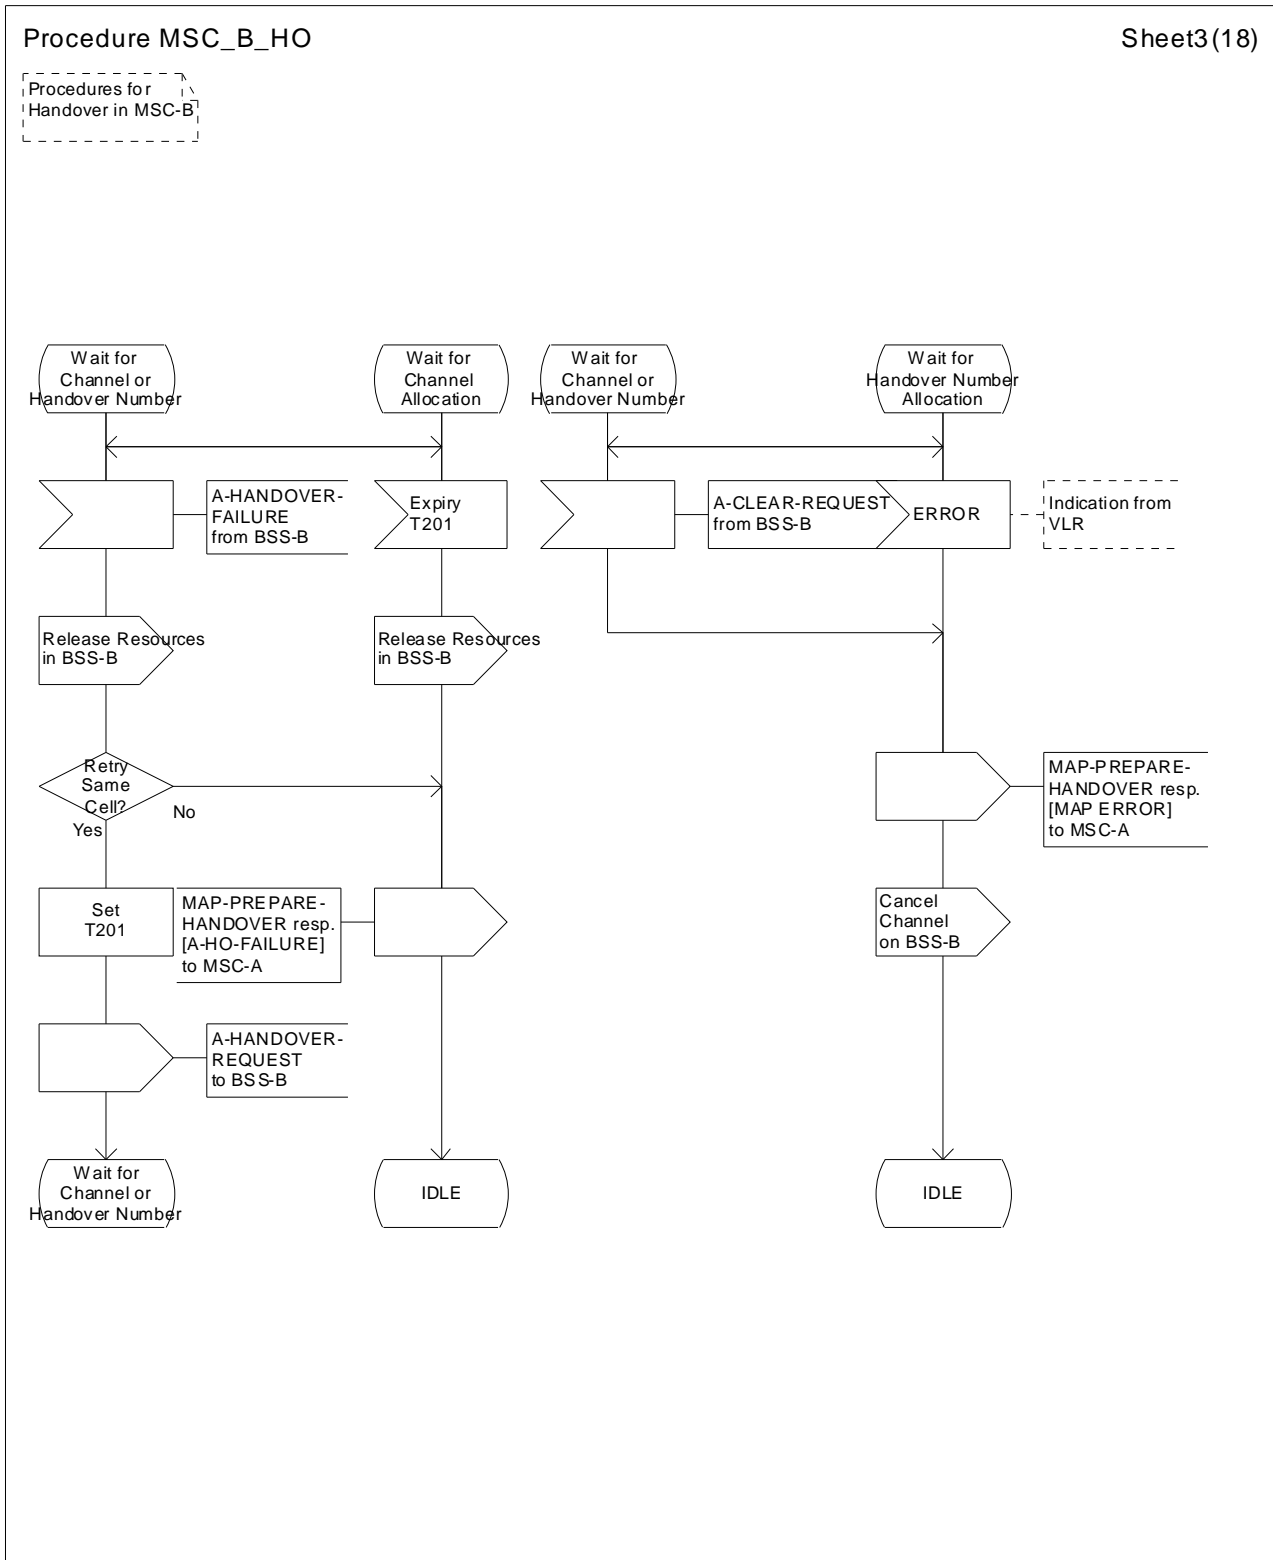 Procedure MSC_B_HO
Sheet3(18)
Procedures for
Handover in MSC-B
Wait for
Channel or
Handover Number
Wait for
Channel
Allocation
Wait for
Channel or
Handover Number
Wait for
Handover Number
Allocation
A-HANDOVER-
FAILURE
from BSS-B
Expiry
T201
A-CLEAR-REQUEST
from BSS-B
ERROR
Indication from
VLR
Release Resources
in BSS-B
Release Resources
in BSS-B
Retry
Same
Cell?
No
Yes
MAP-PREPARE-
HANDOVER resp.
[MAP ERROR]
to MSC-A
Set
T201
MAP-PREPARE-
HANDOVER resp.
[A-HO-FAILURE]
to MSC-A
Cancel
Channel
on BSS-B
A-HANDOVER-
REQUEST
to BSS-B
Wait for
Channel or
Handover Number
IDLE
IDLE